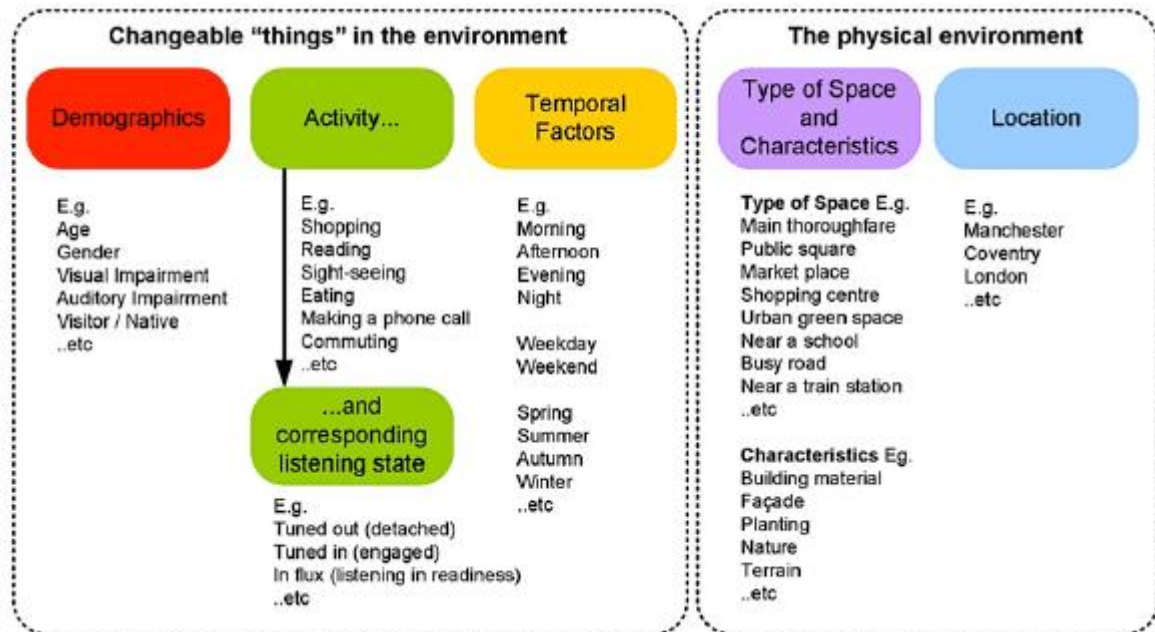 Changeable “things” in the environment
Demographics
E.g.
Age
Gender
Visual Impairment
Auditory Impairment
Visitor / Native
..etc
Activity...
E.g.
Shopping
Reading
Sight-seeing
Eating
Making a phone call
Commuting
..etc
...and
corresponding
listening state
E.g.
Tuned out (detached)
Tuned in (engaged)
In flux (listening in readiness)
..etc
Temporal
Factors
E.g.
Morning
Afternoon
Evening
Night
Weekday
Weekend
Spring
Summer
Autumn
Winter
..etc
The physical environment
Type of Space
and
Characteristics
Type of Space E.g.
Main thoroughfare
Public square
Market place
Shopping centre
Urban green space
Near a school
Busy road
Near a train station
..etc
Characteristics Eg.
Building material
Façade
Planting
Nature
Terrain
..etc
Location
E.g.
Manchester
Coventry
London
..etc